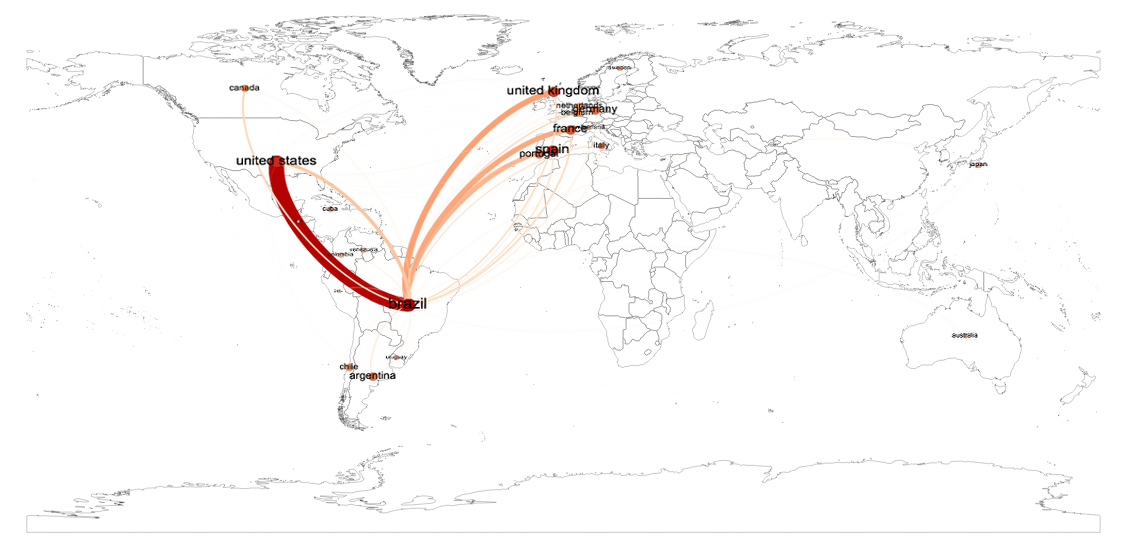 sweden
canada
united kingdom
netherlands
belgium
germany
france
italy
spain
portugal
united states
japan
cuba
venezuela
colombia
brazil
australia
uruguay
chile
argentina